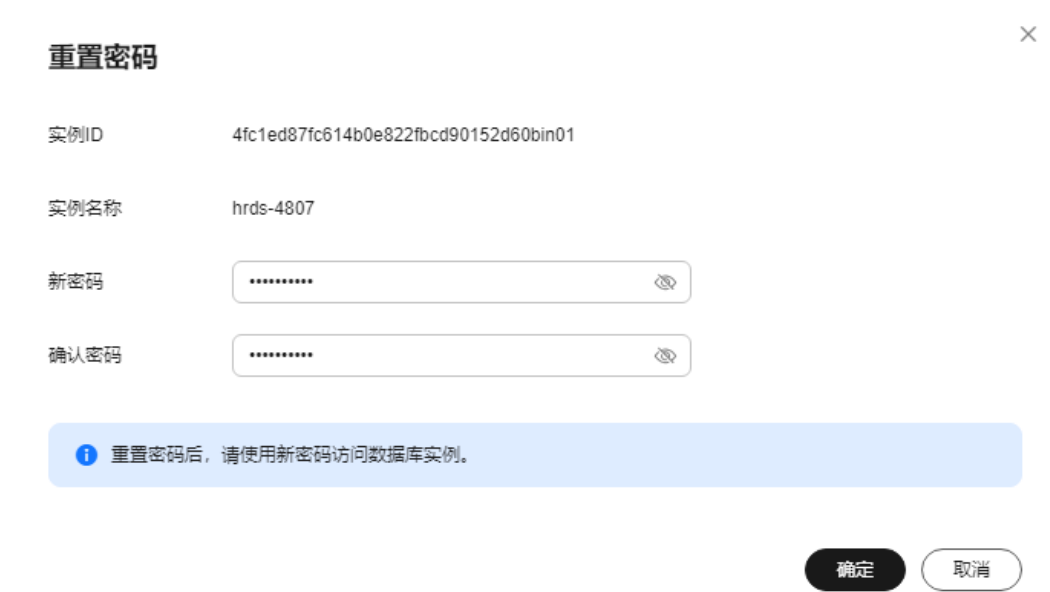 重置密码
实例ID 4fc1ed87fc614b0e822fbcd90152d60bin01
实例名称 hrds-4807
新密码 ••••••••••
确认密码 ••••••••••
重置密码后，请使用新密码访问数据库实例。
确定 取消